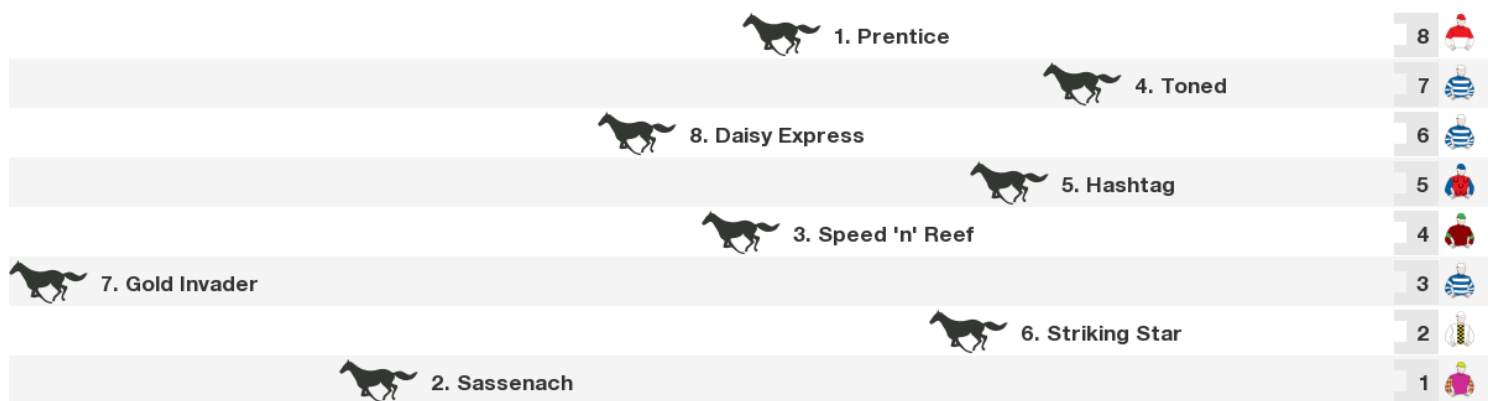 1. Prentice 8
4. Toned 7
8. Daisy Express 6
5. Hashtag 5
3. Speed 'n' Reef 4
7. Gold Invader 3
6. Striking Star 2
2. Sassenach 1